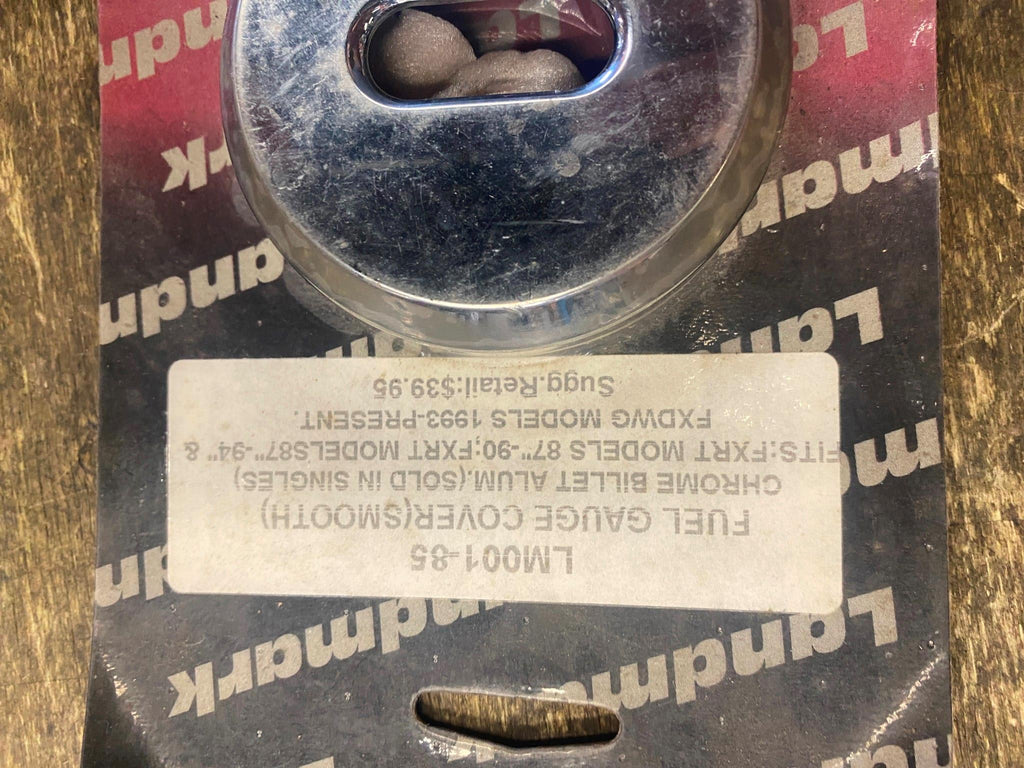 LM001-85
FUEL GAUGE COVER(SMOOTH)
CHROME BILLET ALUM.(SOLD IN SINGLES)
FITS:FXRT MODELS 87"-90;FXRT MODELS87"-94" &
FXDWG MODELS 1993-PRESENT.
Sugg.Retail:$39.95
Landmark
Landmark
Landmark